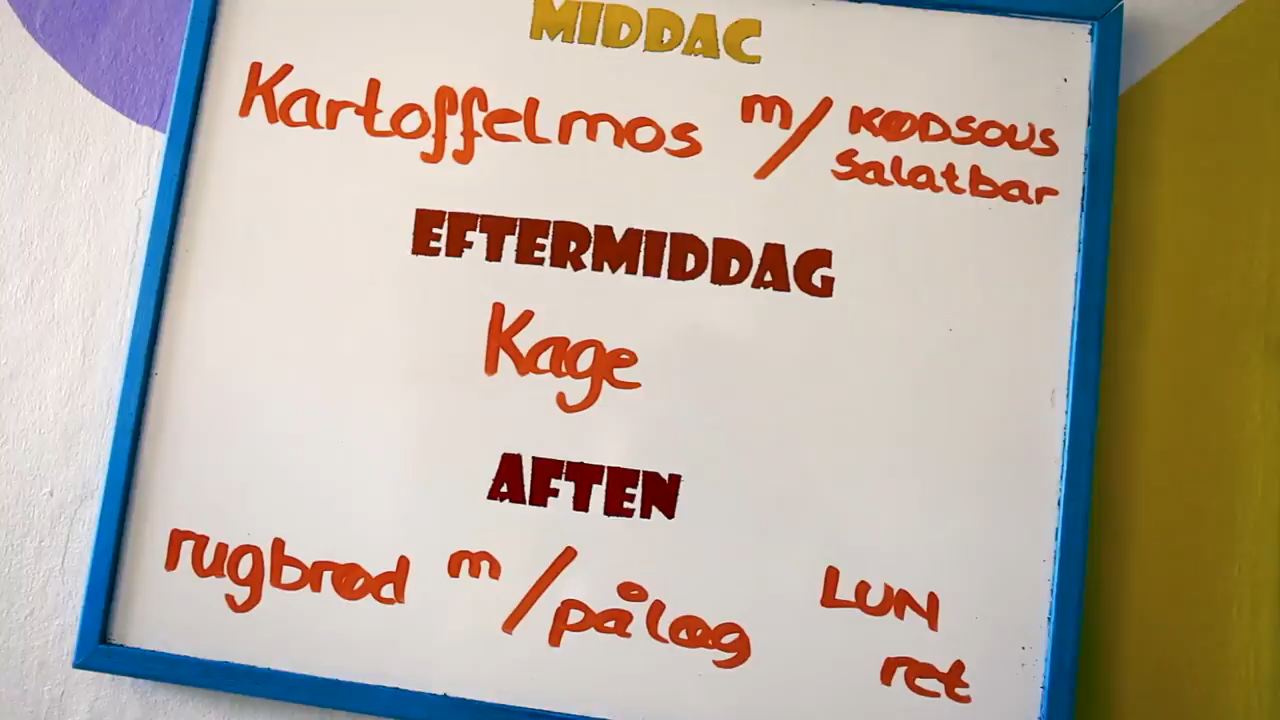 MIDDAG
Kartoffelmos m/ KØDSOUS
Salatbar
EFTERMIDDAG
Kage
AFTEN
rugbrød m/pålæg LUN
ret